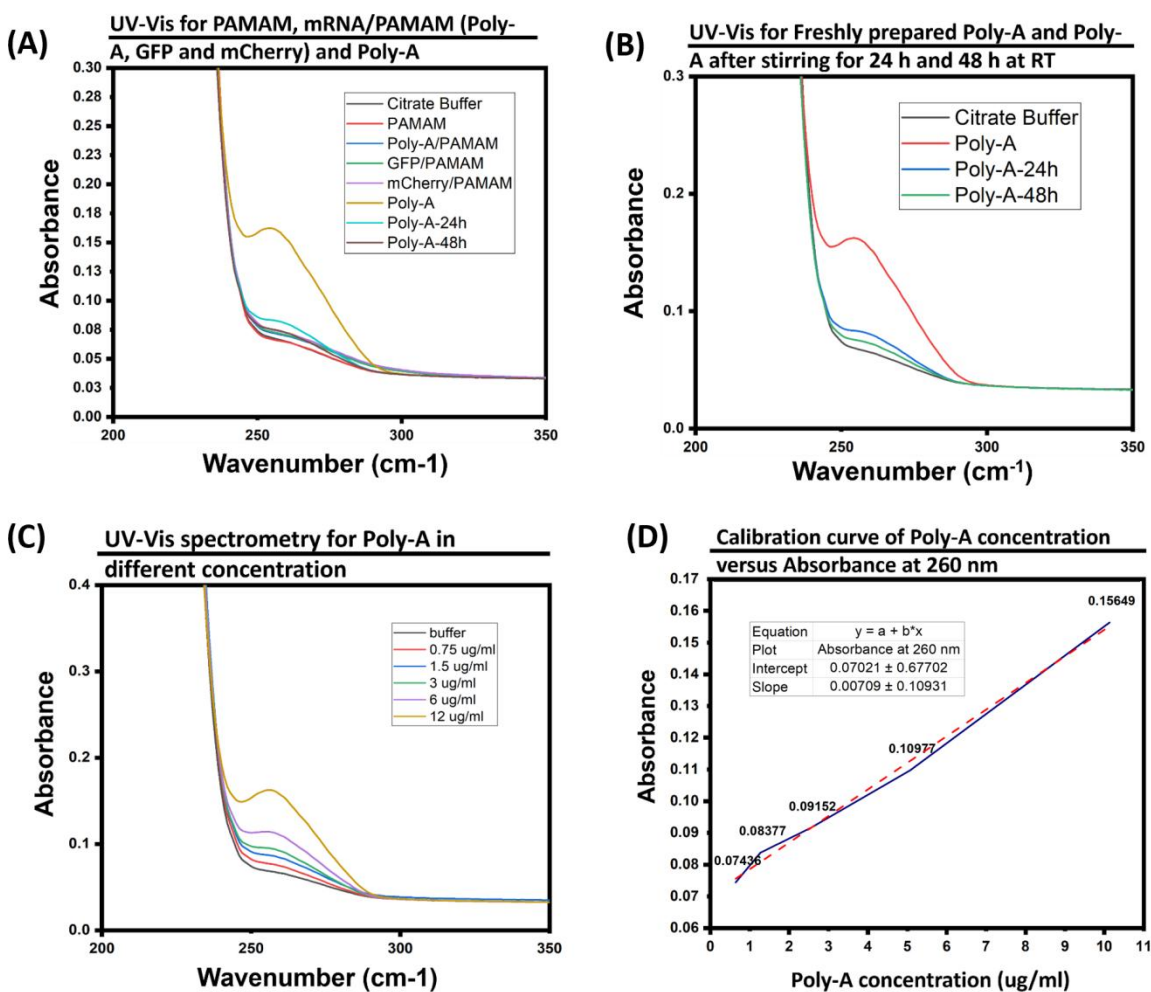 (A)
UV-Vis for PAMAM, mRNA/PAMAM (Poly-
A, GFP and mCherry) and Poly-A
0.30
0.28
0.25
0.23
0.20
0.18
0.15
0.13
0.10
0.08
0.05
0.03
0.00
Absorbance
Citrate Buffer
PAMAM
Poly-A/PAMAM
GFP/PAMAM
mCherry/PAMAM
Poly-A
Poly-A-24h
Poly-A-48h
200 250 300 350
Wavenumber (cm-1)
(B)
UV-Vis for Freshly prepared Poly-A and Poly-
A after stirring for 24 h and 48 h at RT
0.3
0.2
0.1
0.0
Absorbance
Citrate Buffer
Poly-A
Poly-A-24h
Poly-A-48h
200 250 300 350
Wavenumber (cm⁻¹)
(C)
UV-Vis spectrometry for Poly-A in
different concentration
0.4
0.3
0.2
0.1
0.0
Absorbance
buffer
0.75 ug/ml
1.5 ug/ml
3 ug/ml
6 ug/ml
12 ug/ml
200 250 300 350
Wavenumber (cm-1)
(D)
Calibration curve of Poly-A concentration
versus Absorbance at 260 nm
0.17
0.16
0.15
0.14
0.13
0.12
0.11
0.10
0.09
0.08
0.07
0.06
Absorbance
0.15649
Equation y = a + b*x
Plot Absorbance at 260 nm
Intercept 0.07021 ± 0.67702
Slope 0.00709 ± 0.10931
0.10977
0.09152
0.08377
0.07436
0 1 2 3 4 5 6 7 8 9 10 11
Poly-A concentration (ug/ml)